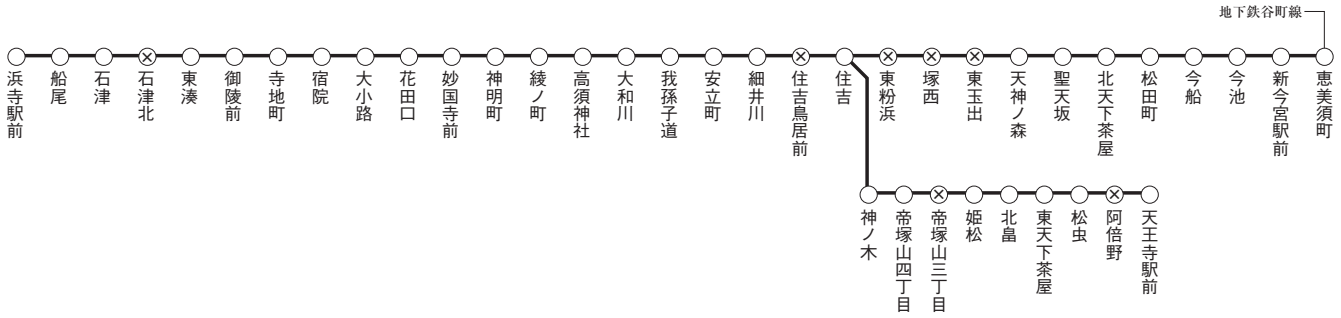 地下鉄谷町線
浜寺駅前
船尾
石津
石津北
東湊
御陵前
寺地町
宿院
大小路
花田口
妙国寺前
神明町
綾ノ町
高須神社
大和川
我孫子道
安立町
細井川
住吉鳥居前
住吉
東粉浜
塚西
東玉出
天神ノ森
聖天坂
北天下茶屋
松田町
今船
今池
新今宮駅前
恵美須町
神ノ木
帝塚山四丁目
帝塚山三丁目
姫松
北畠
東天下茶屋
松虫
阿倍野
天王寺駅前